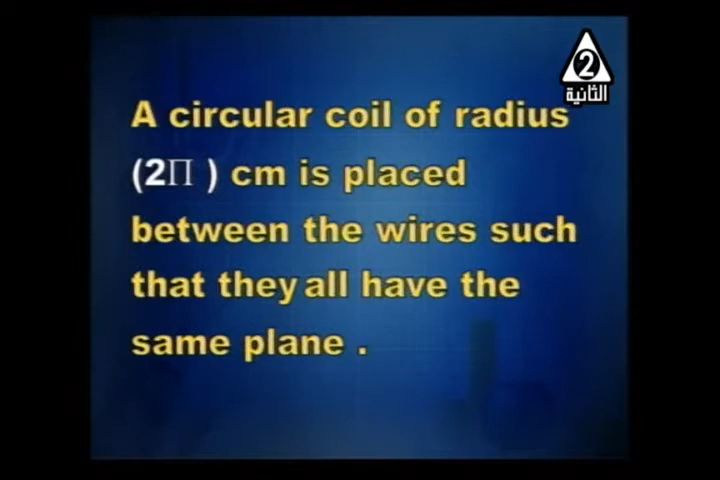 2
الثانية
A circular coil of radius
(2Π ) cm is placed
between the wires such
that they all have the
same plane .